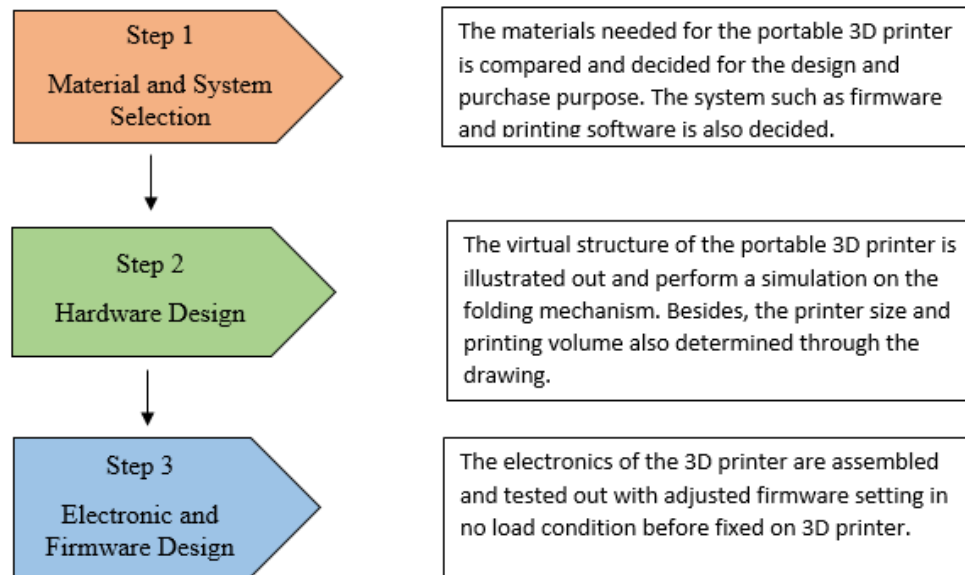 Step 1
Material and System
Selection
The materials needed for the portable 3D printer
is compared and decided for the design and
purchase purpose. The system such as firmware
and printing software is also decided.
Step 2
Hardware Design
The virtual structure of the portable 3D printer is
illustrated out and perform a simulation on the
folding mechanism. Besides, the printer size and
printing volume also determined through the
drawing.
Step 3
Electronic and
Firmware Design
The electronics of the 3D printer are assembled
and tested out with adjusted firmware setting in
no load condition before fixed on 3D printer.